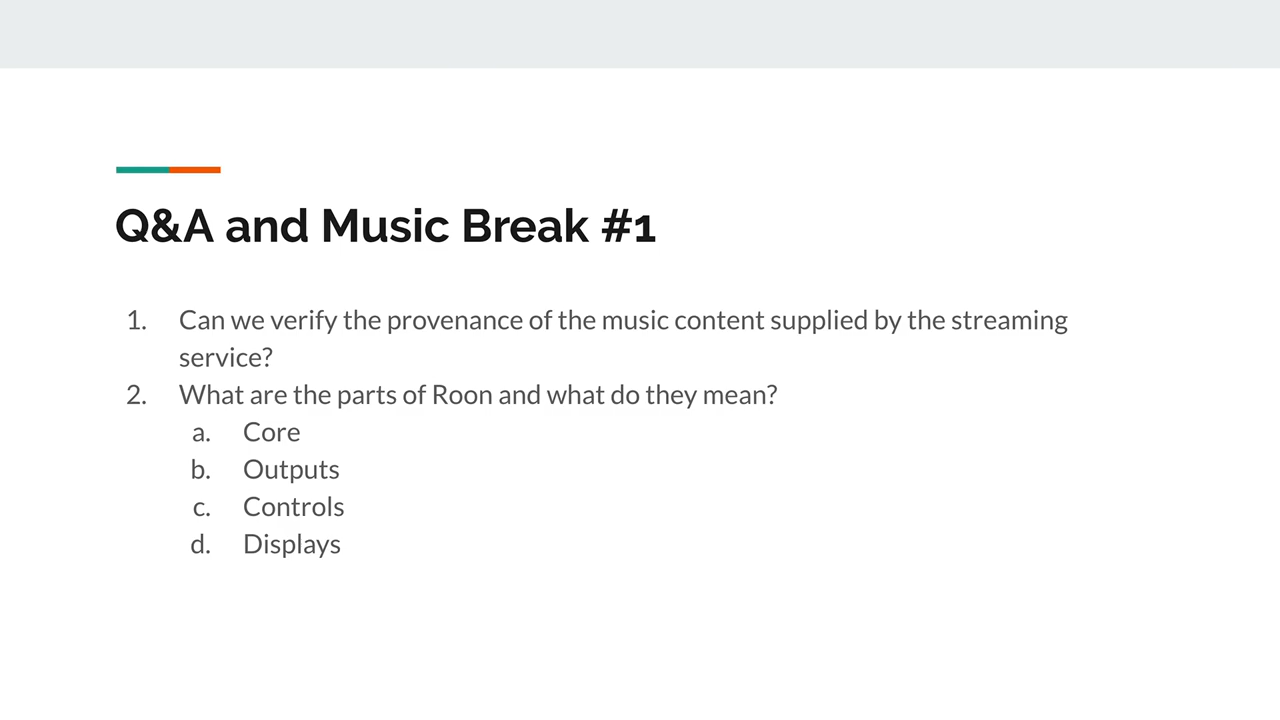 Q&A and Music Break #1
1. Can we verify the provenance of the music content supplied by the streaming
service?
2. What are the parts of Roon and what do they mean?
a. Core
b. Outputs
c. Controls
d. Displays